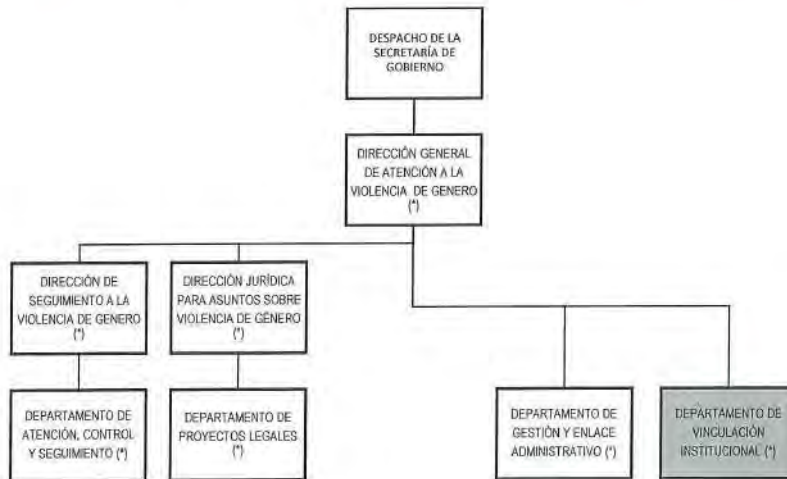 DESPACHO DE LA
SECRETARÍA DE
GOBIERNO
DIRECCIÓN GENERAL
DE ATENCIÓN A LA
VIOLENCIA DE GENERO
(*)
DIRECCIÓN DE
SEGUIMIENTO A LA
VIOLENCIA DE GENERO
(*)
DIRECCIÓN JURÍDICA
PARA ASUNTOS SOBRE
VIOLENCIA DE GÉNERO
(*)
DEPARTAMENTO DE
ATENCIÓN, CONTROL
Y SEGUIMIENTO (*)
DEPARTAMENTO DE
PROYECTOS LEGALES
(*)
DEPARTAMENTO DE
GESTIÓN Y ENLACE
ADMINISTRATIVO (*)
DEPARTAMENTO DE
VINCULACIÓN
INSTITUCIONAL (*)